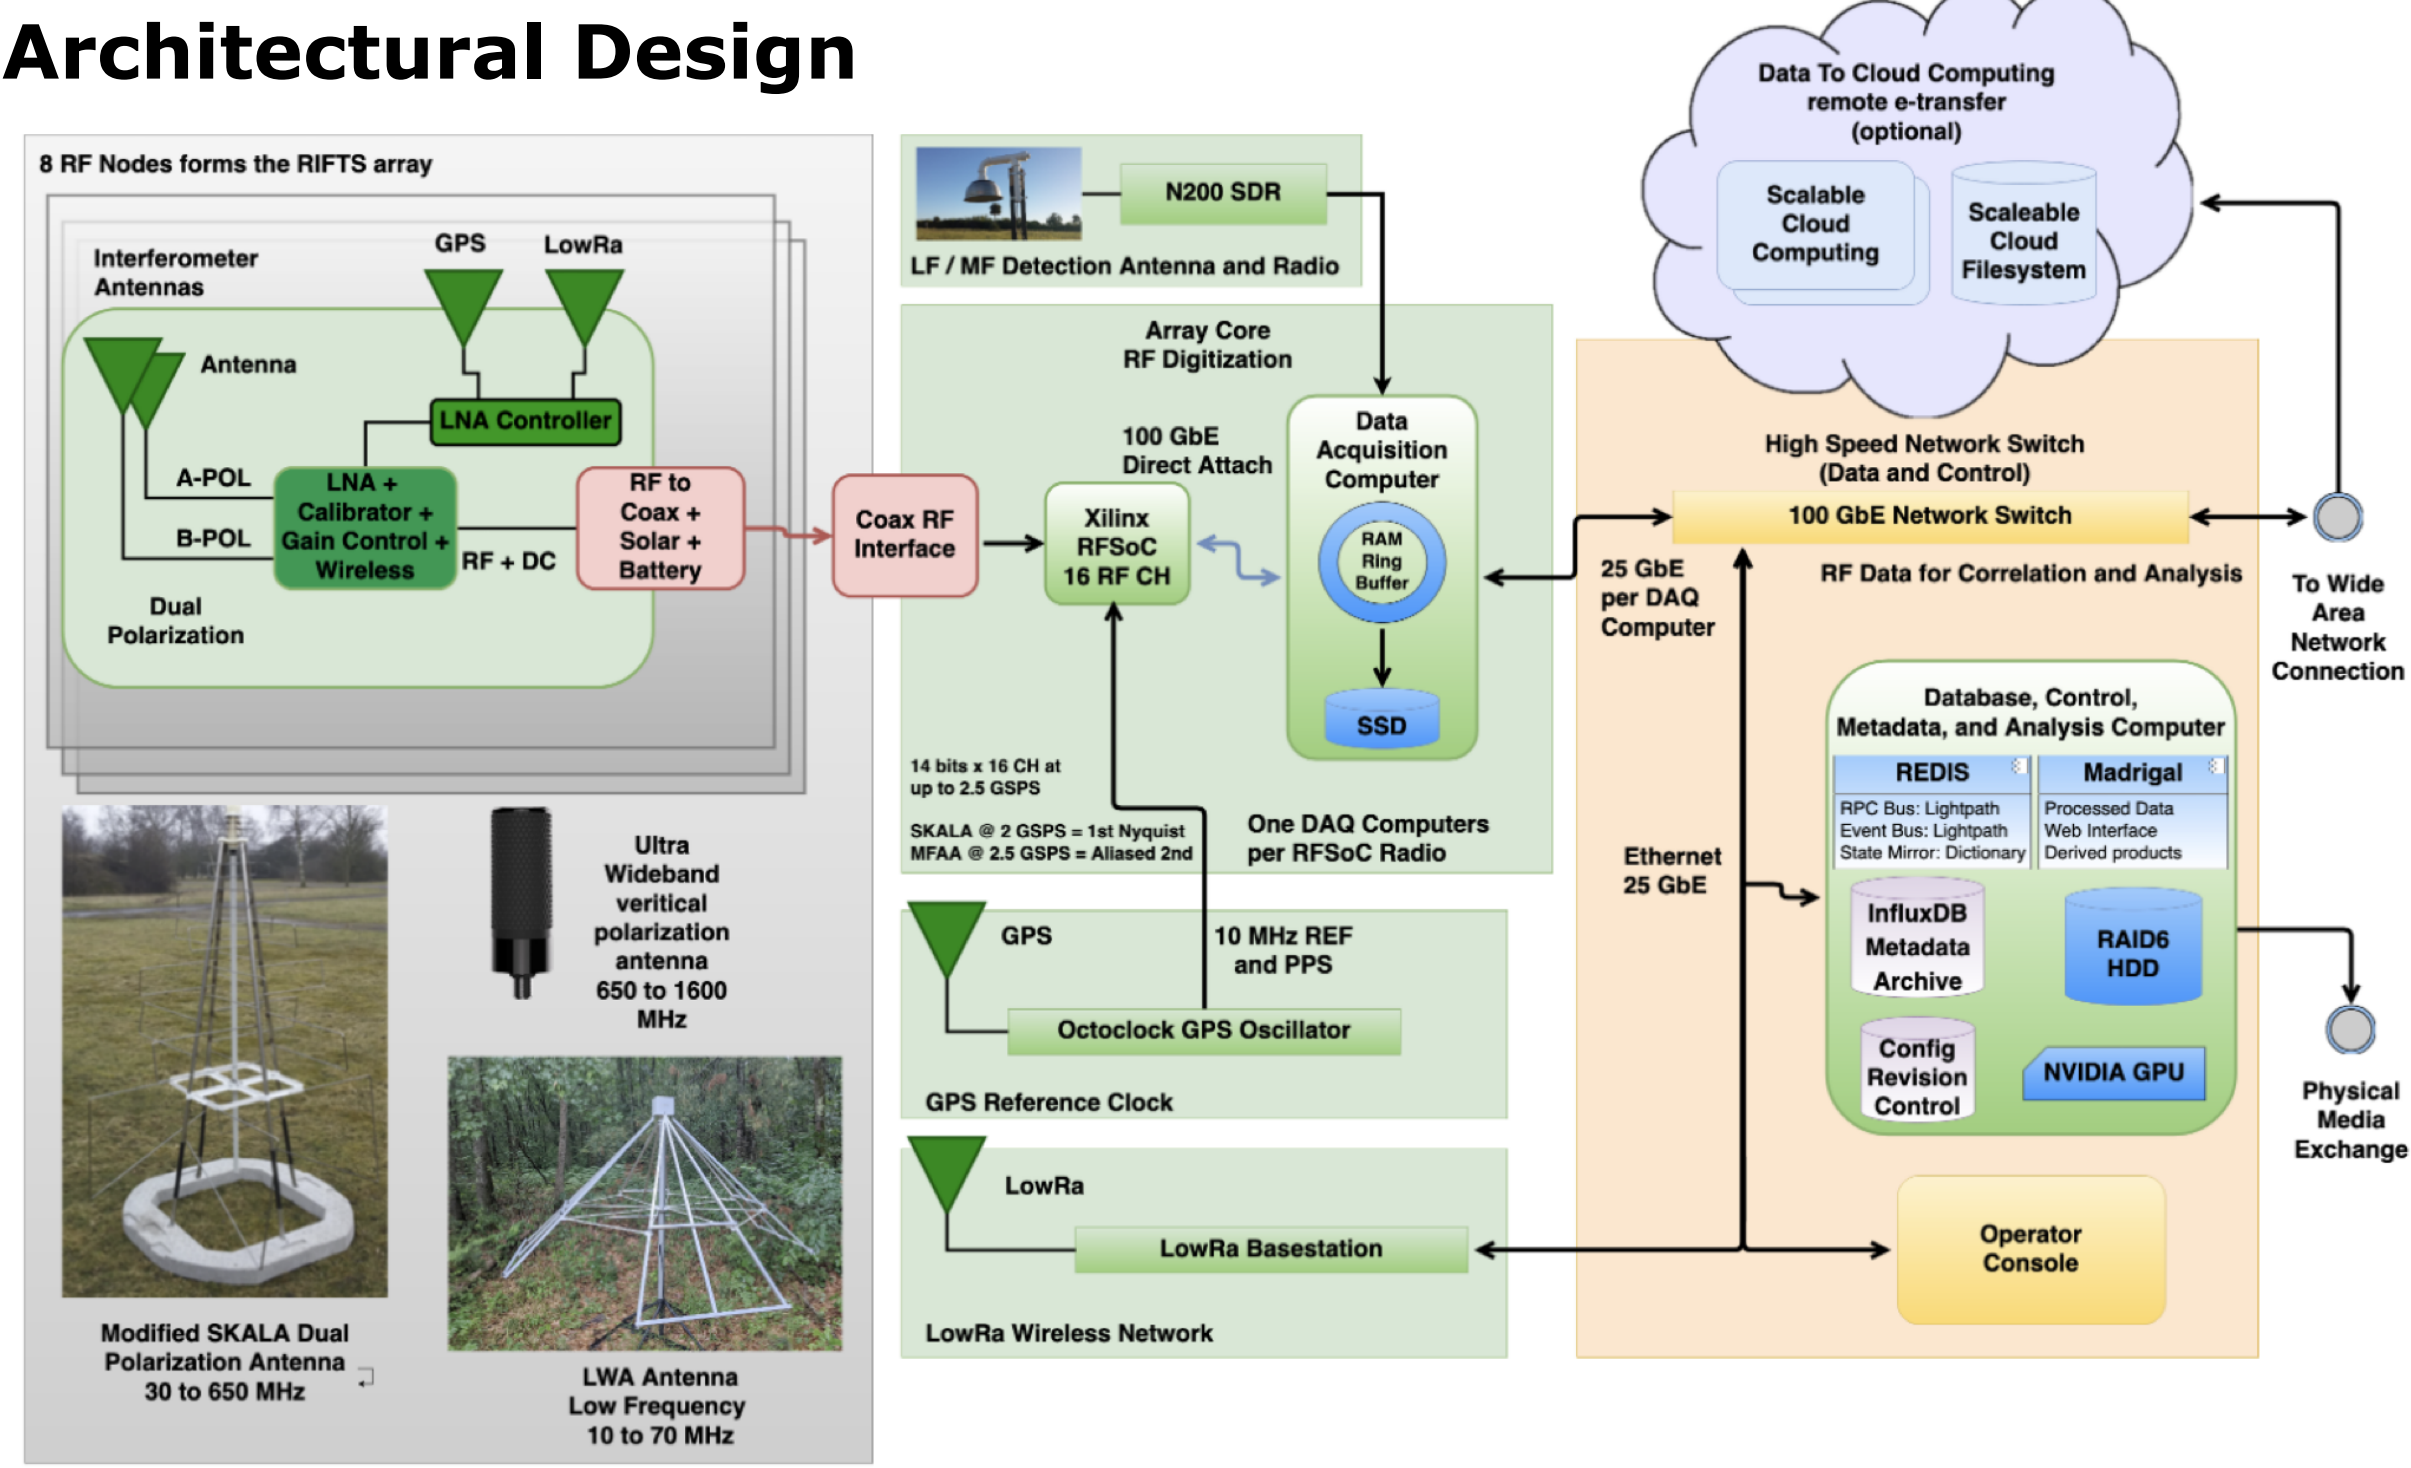 Architectural Design
8 RF Nodes forms the RIFTS array
Interferometer
Antennas
GPS
LowRa
Antenna
LNA Controller
A-POL
B-POL
LNA +
Calibrator +
Gain Control +
Wireless
RF + DC
RF to
Coax +
Solar +
Battery
Dual
Polarization
Ultra
Wideband
veritical
polarization
antenna
650 to 1600
MHz
Modified SKALA Dual
Polarization Antenna
30 to 650 MHz
LWA Antenna
Low Frequency
10 to 70 MHz
N200 SDR
LF / MF Detection Antenna and Radio
Array Core
RF Digitization
100 GbE
Direct Attach
Coax RF
Interface
Xilinx
RFSoC
16 RF CH
Data
Acquisition
Computer
RAM
Ring
Buffer
SSD
14 bits x 16 CH at
up to 2.5 GSPS
SKALA @ 2 GSPS = 1st Nyquist
MFAA @ 2.5 GSPS = Aliased 2nd
One DAQ Computers
per RFSoC Radio
GPS
10 MHz REF
and PPS
Octoclock GPS Oscillator
GPS Reference Clock
LowRa
LowRa Basestation
LowRa Wireless Network
Data To Cloud Computing
remote e-transfer
(optional)
Scalable
Cloud
Computing
Scaleable
Cloud
Filesystem
High Speed Network Switch
(Data and Control)
100 GbE Network Switch
25 GbE
per DAQ
Computer
RF Data for Correlation and Analysis
To Wide
Area
Network
Connection
Database, Control,
Metadata, and Analysis Computer
REDIS
RPC Bus: Lightpath
Event Bus: Lightpath
State Mirror: Dictionary
Madrigal
Processed Data
Web Interface
Derived products
Ethernet
25 GbE
InfluxDB
Metadata
Archive
RAID6
HDD
Config
Revision
Control
NVIDIA GPU
Physical
Media
Exchange
Operator
Console